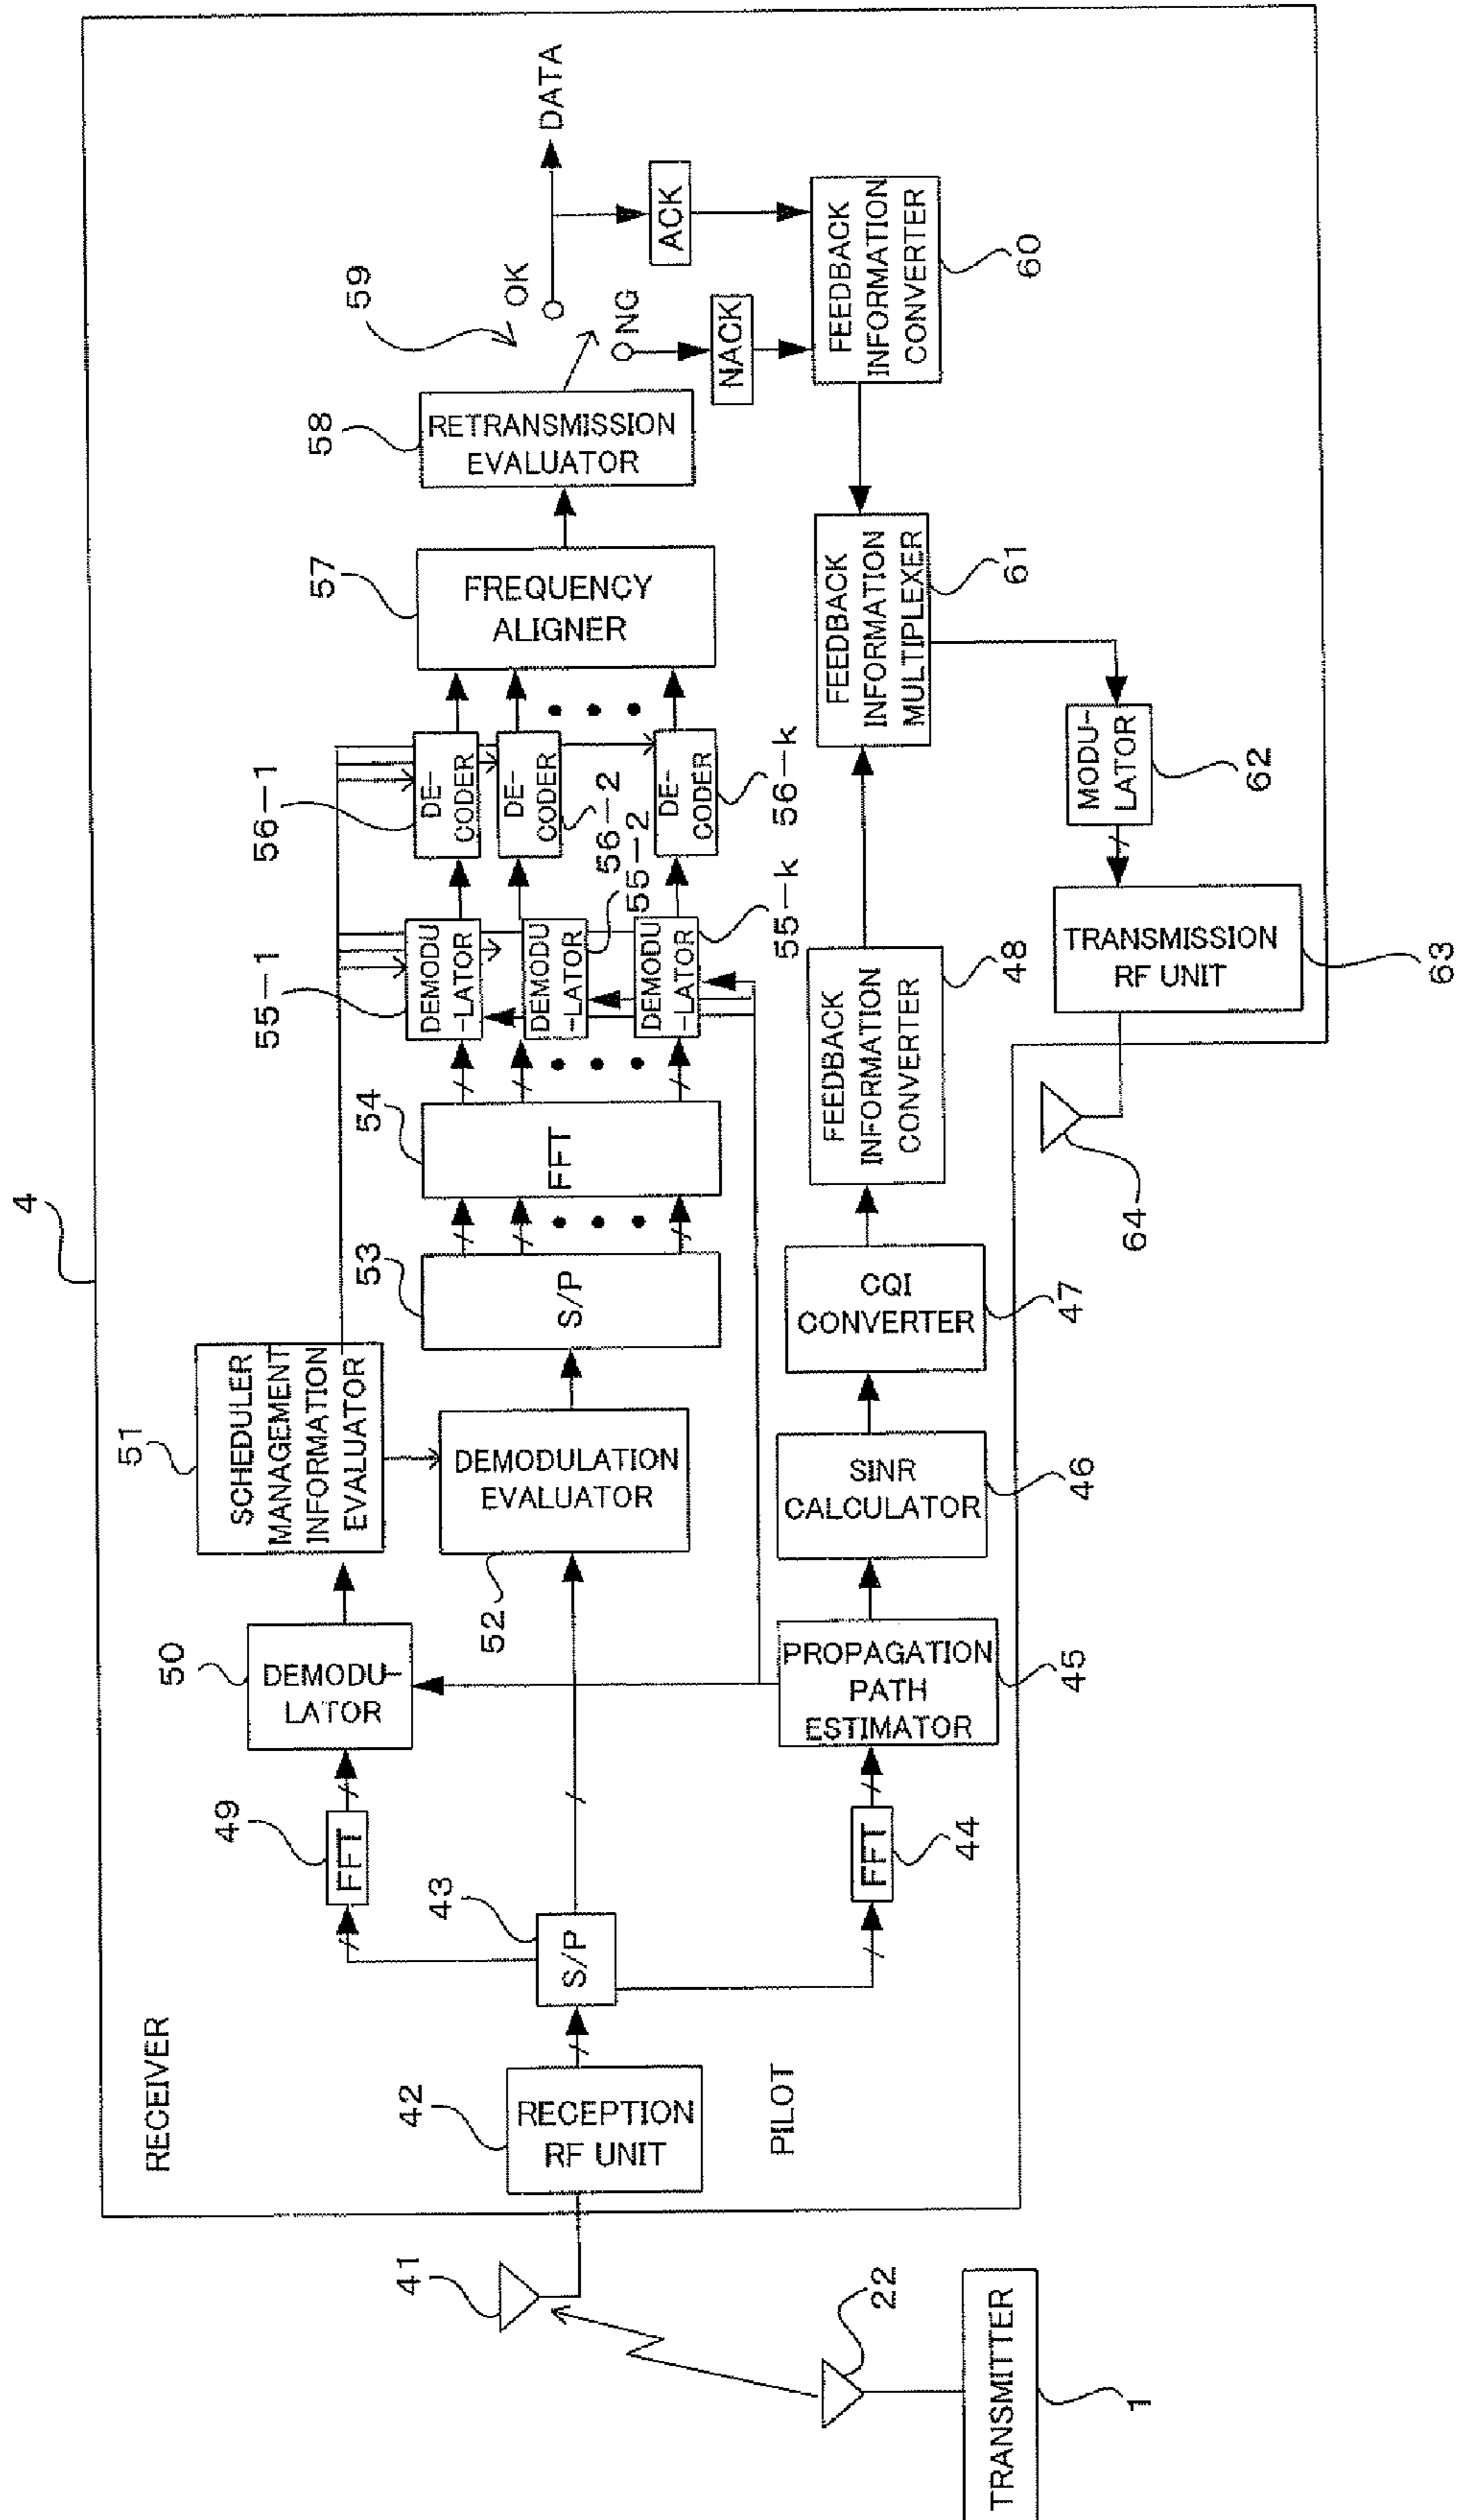 4
RECEIVER
41
42
RECEPTION
RF UNIT
43
S/P
PILOT
49
FFT
50
DEMODU-
LATOR
51
SCHEDULER
MANAGEMENT
INFORMATION
EVALUATOR
52
DEMODULATION
EVALUATOR
53
S/P
54
FFT
55-1
DEMODU
-LATOR
DEMODU
-LATOR
55-2
DEMODU
-LATOR
55-k
56-1
DE-
CODER
DE-
CODER
56-2
DE-
CODER
56-k
57
FREQUENCY
ALIGNER
58
RETRANSMISSION
EVALUATOR
59
OK
NG
DATA
ACK
NACK
FEEDBACK
INFORMATION
CONVERTER
60
44
FFT
PROPAGATION
PATH
ESTIMATOR
45
SINR
CALCULATOR
46
CQI
CONVERTER
47
FEEDBACK
INFORMATION
CONVERTER
48
FEEDBACK
INFORMATION
MULTIPLEXER
61
MODU-
LATOR
62
TRANSMISSION
RF UNIT
63
64
22
TRANSMITTER
1